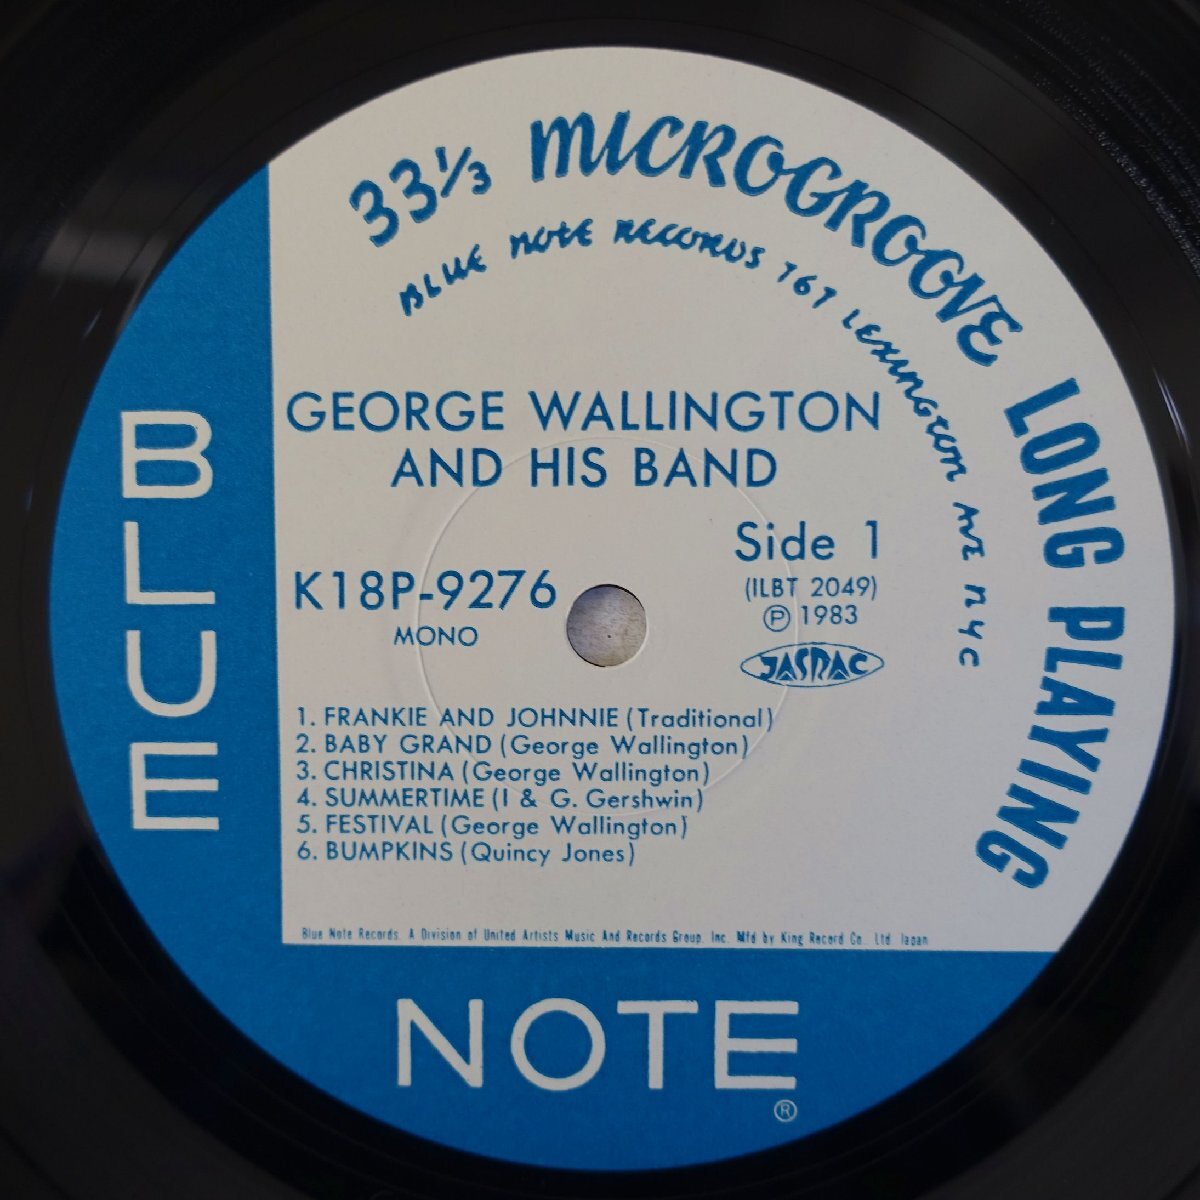 33⅓ MICROGROOVE LONG PLAYING
BLUE NOTE RECORDS 767 LEXINGTON AVE NYC
GEORGE WALLINGTON
AND HIS BAND
Side 1
K18P-9276
(ILBT 2049)
MONO
Ⓟ 1983
JASRAC
1. FRANKIE AND JOHNNIE (Traditional)
2. BABY GRAND (George Wallington)
3. CHRISTINA (George Wallington)
4. SUMMERTIME (I & G. Gershwin)
5. FESTIVAL (George Wallington)
6. BUMPKINS (Quincy Jones)
Blue Note Records. A Division of United Artists Music And Records Group, Inc. Mfd by King Record Co., Ltd. Japan
BLUE
NOTE
®